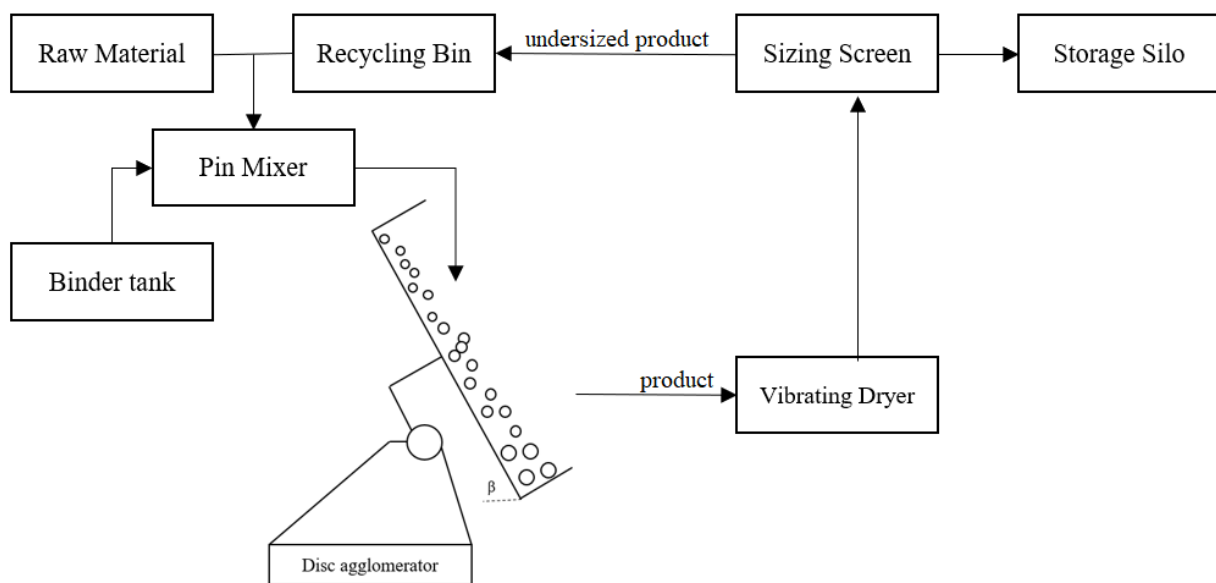 Raw Material
Recycling Bin
undersized product
Sizing Screen
Storage Silo
Pin Mixer
Binder tank
product
Vibrating Dryer
β
Disc agglomerator